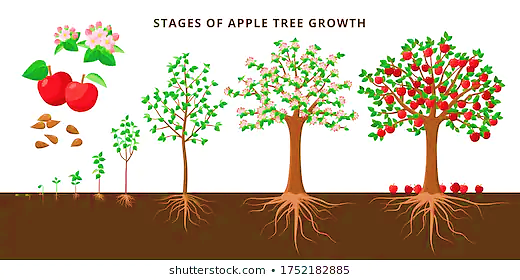 STAGES OF APPLE TREE GROWTH
shutterstock.com • 1752182885